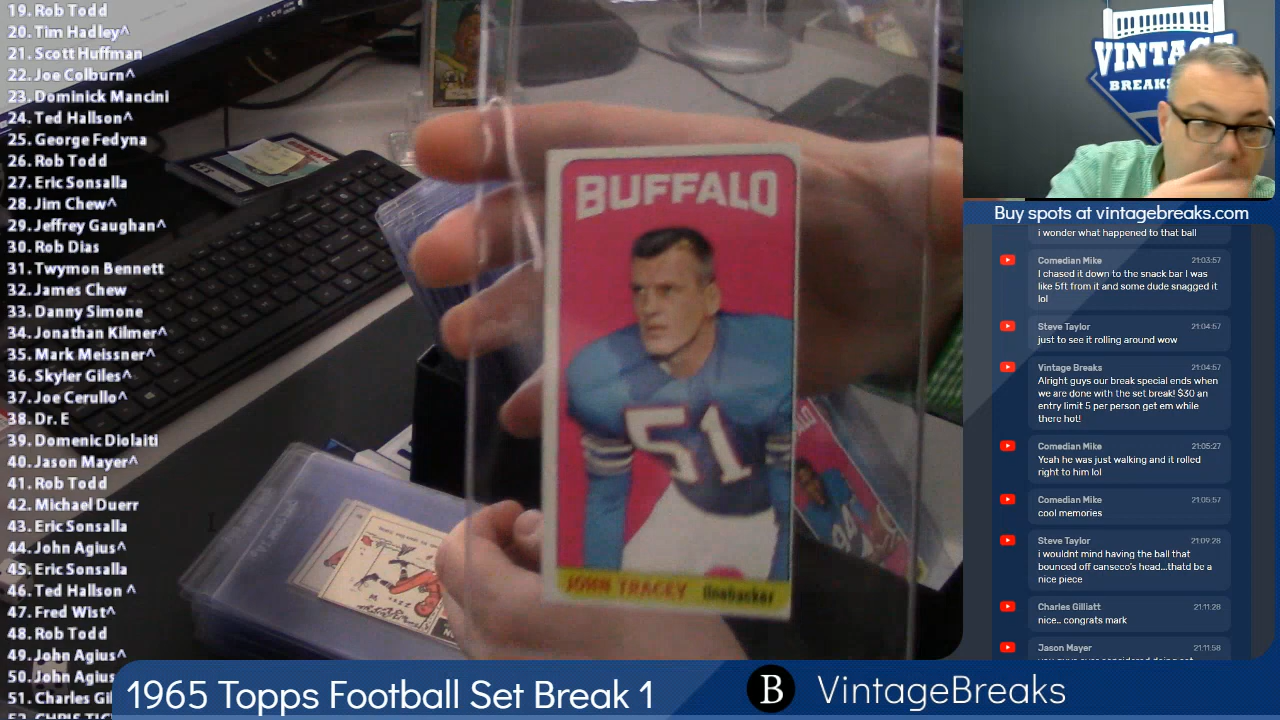 19. Rob Todd
20. Tim Hadley^
21. Scott Huffman
22. Joe Colburn^
23. Dominick Mancini
24. Ted Hallson^
25. George Fedyna
26. Rob Todd
27. Eric Sonsalla
28. Jim Chew^
29. Jeffrey Gaughan^
30. Rob Dias
31. Twymon Bennett
32. James Chew
33. Danny Simone
34. Jonathan Kilmer^
35. Mark Meissner^
36. Skyler Giles^
37. Joe Cerullo^
38. Dr. E
39. Domenic Diolaiti
40. Jason Mayer^
41. Rob Todd
42. Michael Duerr
43. Eric Sonsalla
44. John Agius^
45. Eric Sonsalla
46. Ted Hallson ^
47. Fred Wist^
48. Rob Todd
49. John Agius^
50. John Agius
51. Charles Gil
BUFFALO
51
JOHN TRACEY linebacker
94
VINTAGE
BREAKS
Buy spots at vintagebreaks.com
i wonder what happened to that ball
Comedian Mike 21:03:57
I chased it down to the snack bar I was
like 5ft from it and some dude snagged it
lol
Steve Taylor 21:04:57
just to see it rolling around wow
Vintage Breaks 21:04:57
Alright guys our break special ends when
we are done with the set break! $30 an
entry limit 5 per person get em while
there hot!
Comedian Mike 21:05:27
Yeah he was just walking and it rolled
right to him lol
Comedian Mike 21:05:57
cool memories
Steve Taylor 21:09:28
i wouldnt mind having the ball that
bounced off canseco's head...thatd be a
nice piece
Charles Gilliatt 21:11:28
nice.. congrats mark
Jason Mayer 21:11:58
1965 Topps Football Set Break 1
B VintageBreaks